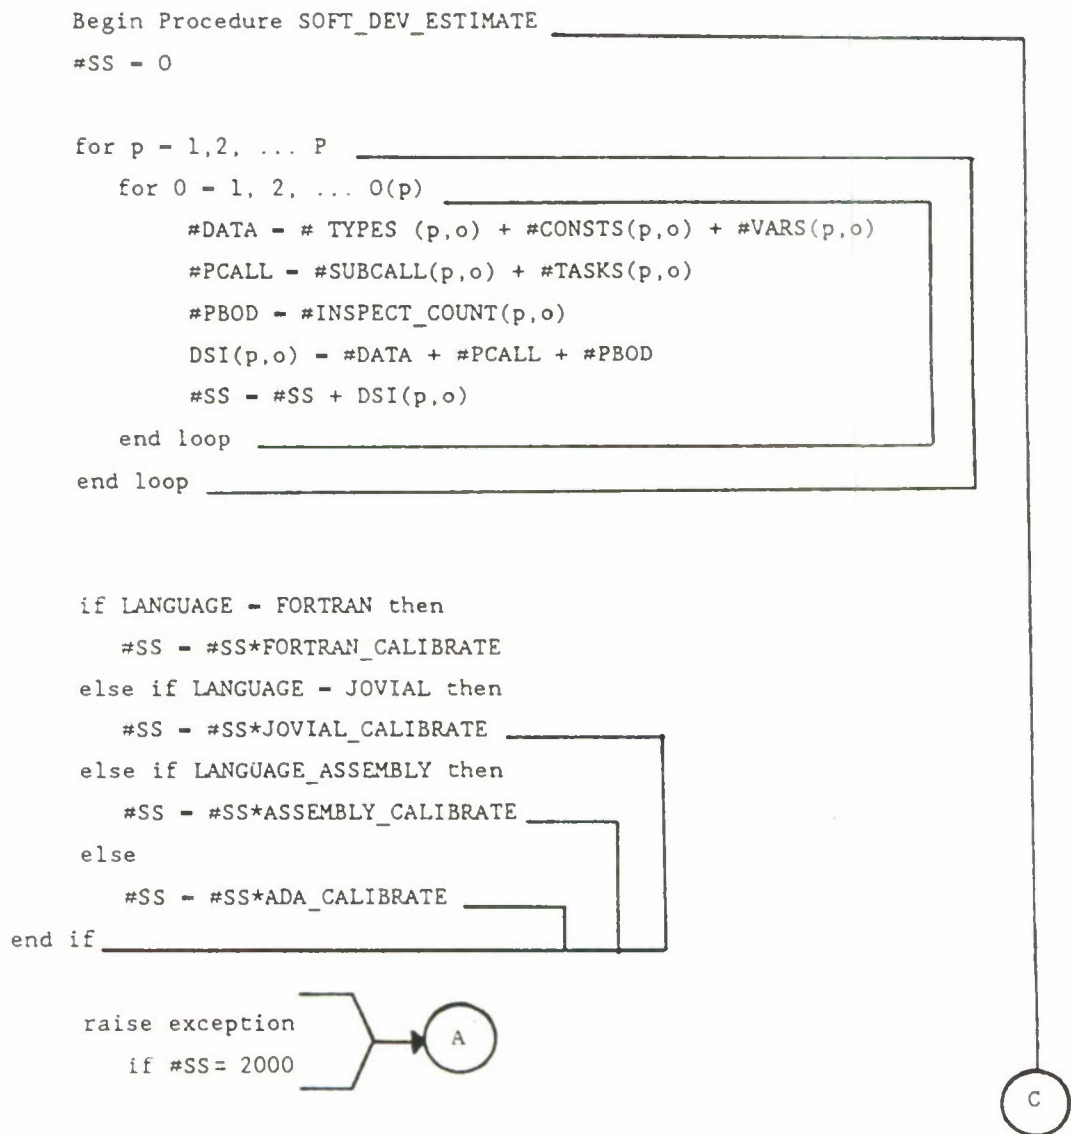 Begin Procedure SOFT_DEV_ESTIMATE
#SS = 0
for p = 1,2, ... P
for O = 1, 2, ... O(p)
#DATA = # TYPES (p,o) + #CONSTS(p,o) + #VARS(p,o)
#PCALL = #SUBCALL(p,o) + #TASKS(p,o)
#PBOD = #INSPECT_COUNT(p,o)
DSI(p,o) = #DATA + #PCALL + #PBOD
#SS = #SS + DSI(p,o)
end loop
end loop
if LANGUAGE = FORTRAN then
#SS = #SS*FORTRAN_CALIBRATE
else if LANGUAGE = JOVIAL then
#SS = #SS*JOVIAL_CALIBRATE
else if LANGUAGE_ASSEMBLY then
#SS = #SS*ASSEMBLY_CALIBRATE
else
#SS = #SS*ADA_CALIBRATE
end if
raise exception
if #SS= 2000
A
C